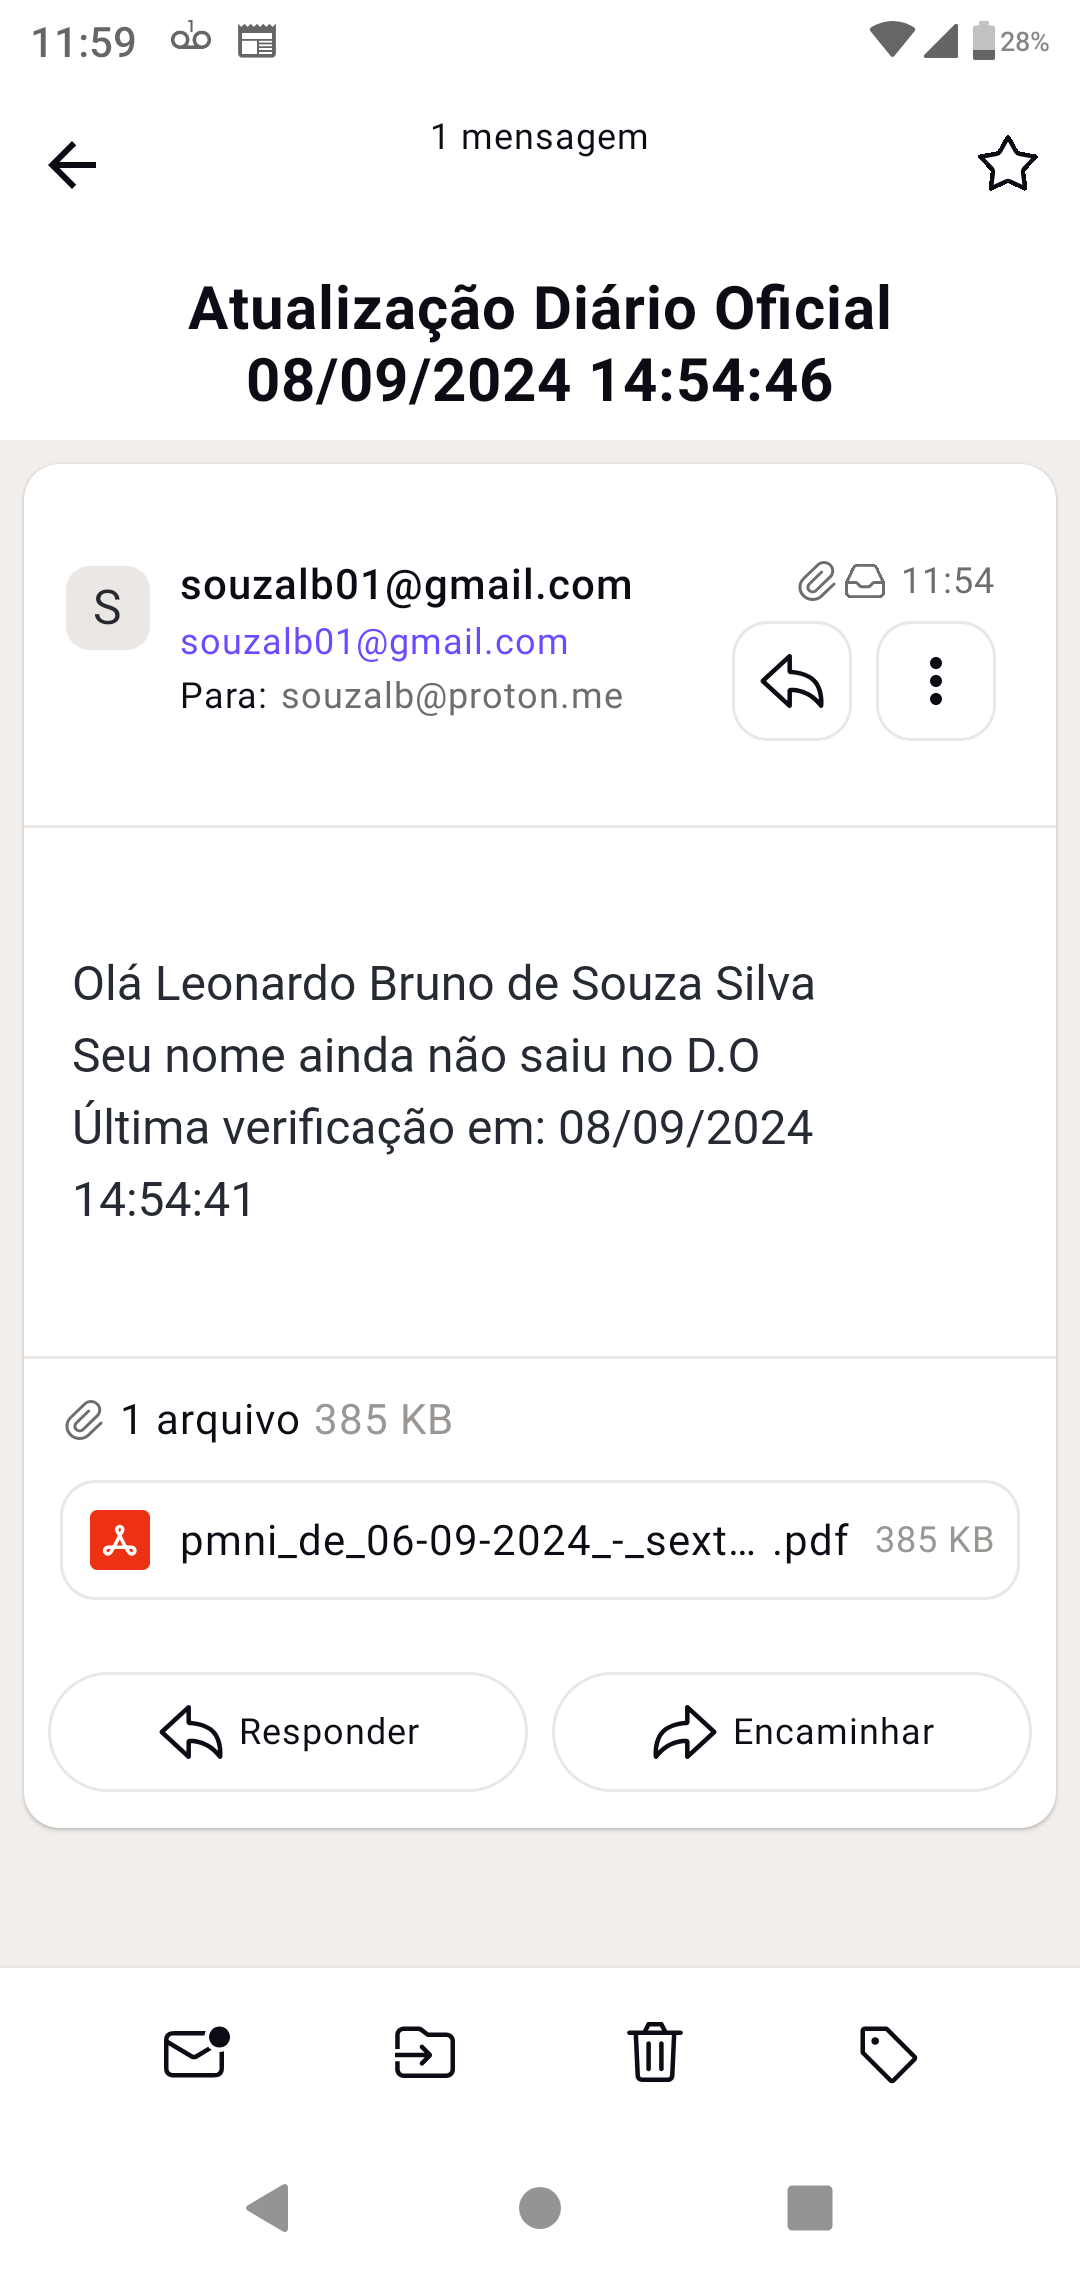 11:59
1
28%
1 mensagem
Atualização Diário Oficial
08/09/2024 14:54:46
S
souzalb01@gmail.com
11:54
souzalb01@gmail.com
Para: souzalb@proton.me
Olá Leonardo Bruno de Souza Silva
Seu nome ainda não saiu no D.O
Última verificação em: 08/09/2024
14:54:41
1 arquivo 385 KB
pmni_de_06-09-2024_-_sext... .pdf 385 KB
Responder
Encaminhar